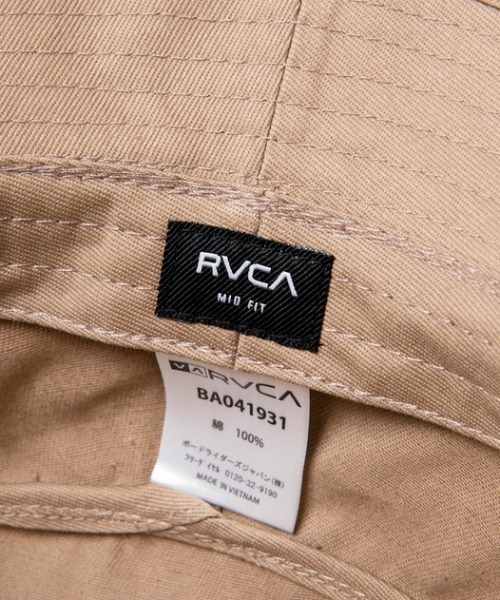 RVCA
MID FIT
VA RVCA
BA041931
綿 100%
ボードライダーズジャパン(株)
フリーダイヤル 0120-32-9190
MADE IN VIETNAM